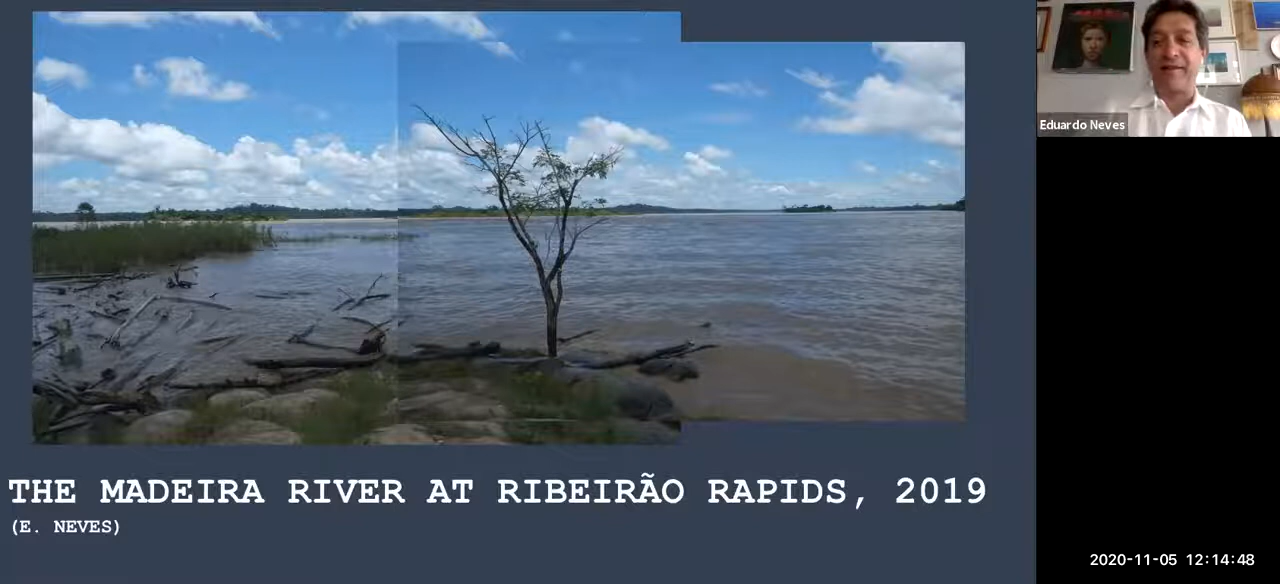 THE MADEIRA RIVER AT RIBEIRÃO RAPIDS, 2019
(E. NEVES)
Eduardo Neves
2020-11-05 12:14:48